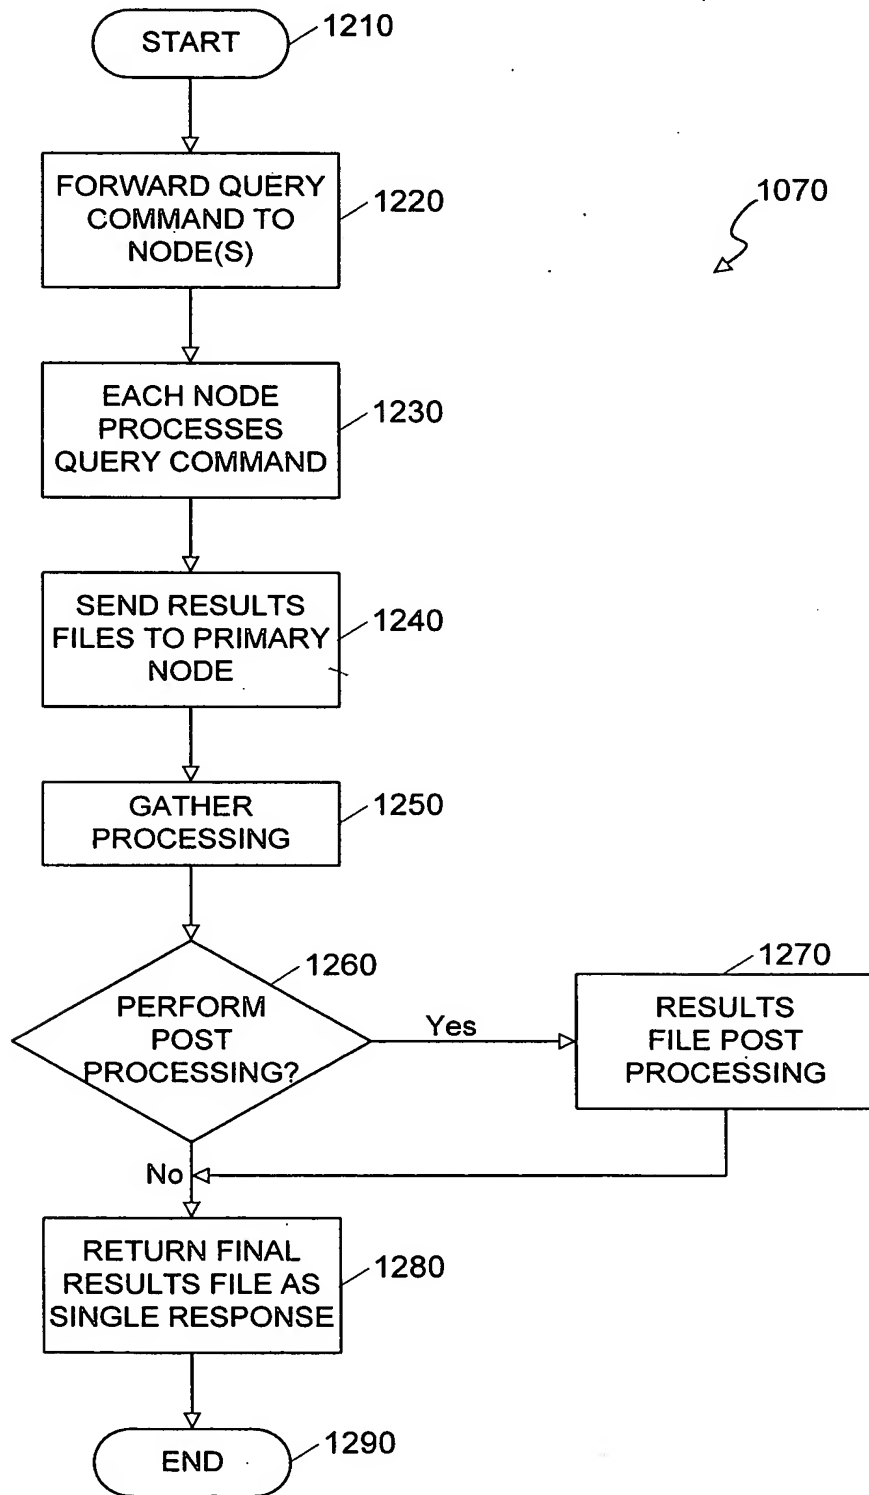 START
1210
FORWARD QUERY
COMMAND TO
NODE(S)
1220
1070
EACH NODE
PROCESSES
QUERY COMMAND
1230
SEND RESULTS
FILES TO PRIMARY
NODE
1240
GATHER
PROCESSING
1250
PERFORM
POST
PROCESSING?
1260
Yes
RESULTS
FILE POST
PROCESSING
1270
No
RETURN FINAL
RESULTS FILE AS
SINGLE RESPONSE
1280
END
1290